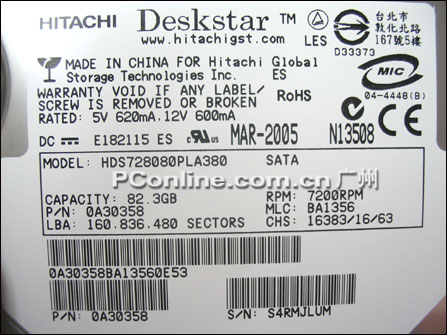 HITACHI Deskstar™
www.hitachigst.com
LES
D33373
台北市
敦化北路
167號5樓
MADE IN CHINA FOR Hitachi Global
Storage Technologies Inc. ES
WARRANTY VOID IF ANY LABEL/
SCREW IS REMOVED OR BROKEN
RoHS
MIC
04-4448(B)
RATED: 5V 620mA.12V 600mA
DC E182115 ES
MAR-2005
N13508
MODEL: HDS728080PLA380 SATA
PConline.com.cn 广州
CAPACITY: 82.3GB RPM: 7200RPM
P/N: 0A30358 MLC: BA1356
LBA: 160.836.480 SECTORS CHS: 16383/16/63
0A30358BA13560E53
P/N: 0A30358
S/N: S4RMJLUM